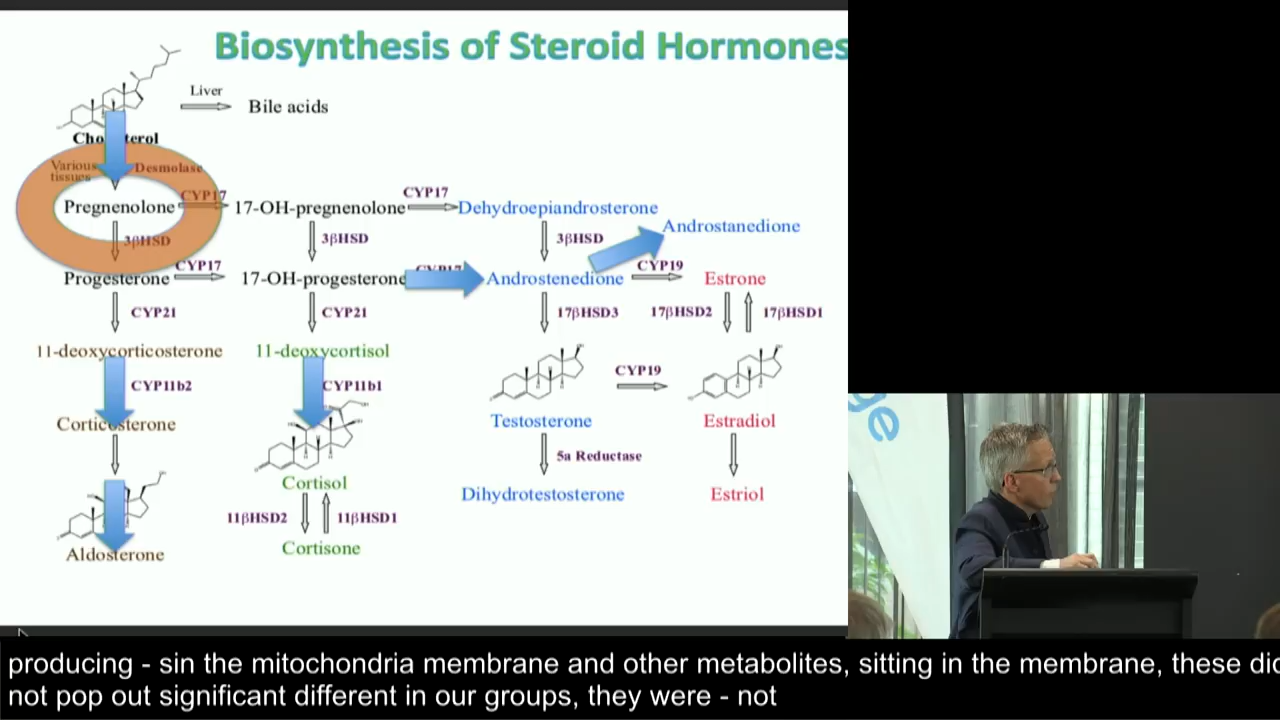 Biosynthesis of Steroid Hormones
Liver
Bile acids
Various
tissues
Desmolase
CYP17
CYP17
Pregnenolone
17-OH-pregnenolone
Dehydroepiandrosterone
Androstanedione
3βHSD
3βHSD
3βHSD
CYP17
CYP19
Progesterone
17-OH-progesterone
Androstenedione
Estrone
CYP21
CYP21
17βHSD3
17βHSD2
17βHSD1
11-deoxycorticosterone
11-deoxycortisol
CYP11b2
CYP11b1
CYP19
Corticosterone
Testosterone
Estradiol
5a Reductase
Cortisol
Dihydrotestosterone
Estriol
11βHSD2
11βHSD1
Aldosterone
Cortisone
producing - sin the mitochondria membrane and other metabolites, sitting in the membrane, these
not pop out significant different in our groups, they were - not